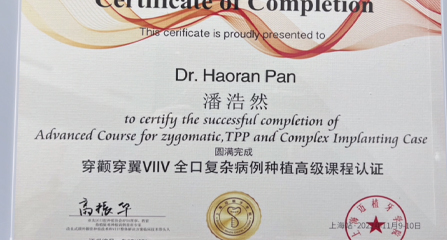 Certificate of Completion
This cerificate is proudly presented to
Dr. Haoran Pan
潘浩然
to certify the successful completion of
Advanced Course for zygomatic,TPP and Complex Implanting Case
圆满完成
穿颧穿翼VIIV 全口复杂病例种植高级课程认证
高振华